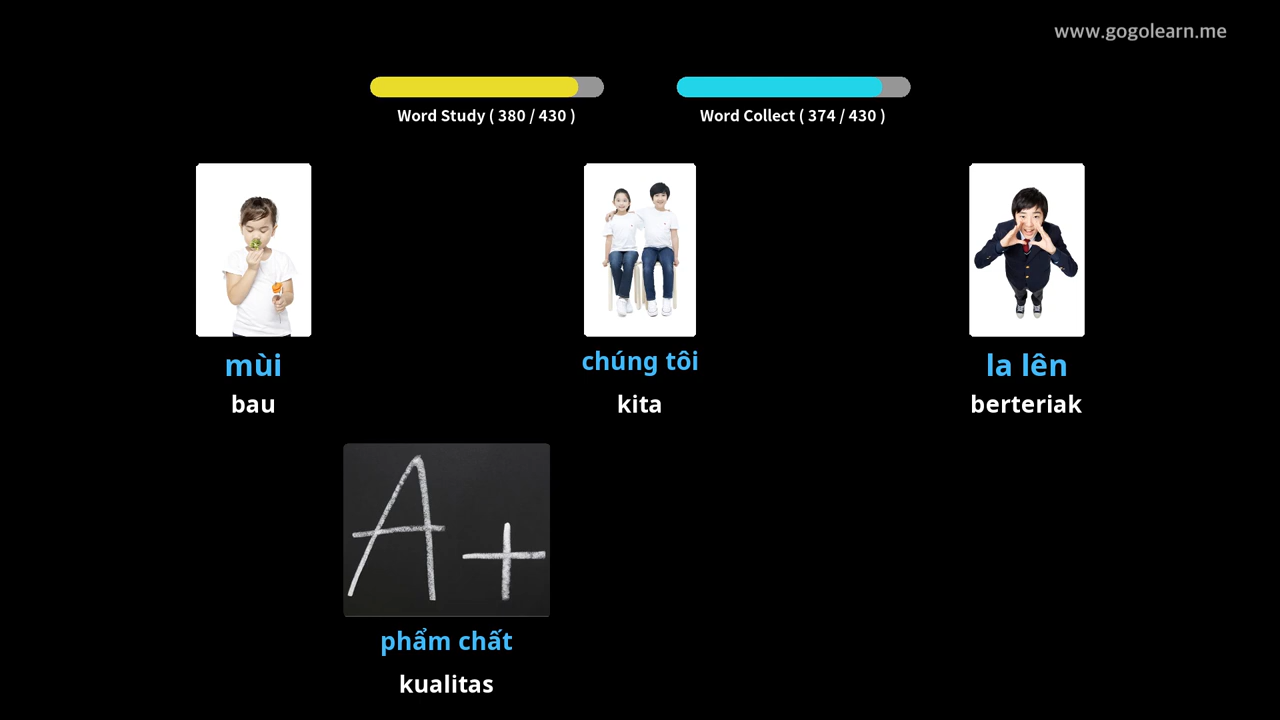 www.gogolearn.me
Word Study ( 380 / 430 )
Word Collect ( 374 / 430 )
mùi
bau
chúng tôi
kita
la lên
berteriak
A+
phẩm chất
kualitas